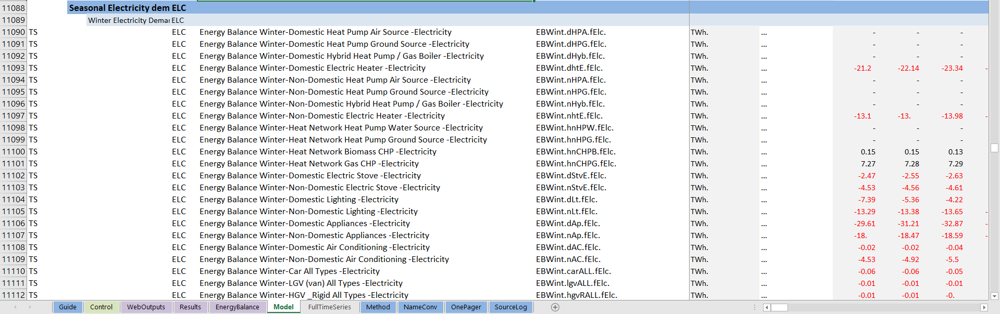 11088 Seasonal Electricity dem ELC
11089 Winter Electricity Demai ELC
11090 TS ELC Energy Balance Winter-Domestic Heat Pump Air Source -Electricity EBWint.dHPA.fElc. TWh. ... - - -
11091 TS ELC Energy Balance Winter-Domestic Heat Pump Ground Source -Electricity EBWint.dHPG.fElc. TWh. ... - - -
11092 TS ELC Energy Balance Winter-Domestic Hybrid Heat Pump / Gas Boiler -Electricity EBWint.dHyb.fElc. TWh. ... - - -
11093 TS ELC Energy Balance Winter-Domestic Electric Heater -Electricity EBWint.dhtE.fElc. TWh. ... -21.2 -22.14 -23.34 -
11094 TS ELC Energy Balance Winter-Non-Domestic Heat Pump Air Source -Electricity EBWint.nHPA.fElc. TWh. ... - - -
11095 TS ELC Energy Balance Winter-Non-Domestic Heat Pump Ground Source -Electricity EBWint.nHPG.fElc. TWh. ... - - -
11096 TS ELC Energy Balance Winter-Non-Domestic Hybrid Heat Pump / Gas Boiler -Electricity EBWint.nHyb.fElc. TWh. ... - - -
11097 TS ELC Energy Balance Winter-Non-Domestic Electric Heater -Electricity EBWint.nhtE.fElc. TWh. ... -13.1 -13. -13.98 -
11098 TS ELC Energy Balance Winter-Heat Network Heat Pump Water Source -Electricity EBWint.hnHPW.fElc. TWh. ... - - -
11099 TS ELC Energy Balance Winter-Heat Network Heat Pump Ground Source -Electricity EBWint.hnHPG.fElc. TWh. ... - - -
11100 TS ELC Energy Balance Winter-Heat Network Biomass CHP -Electricity EBWint.hnCHPB.fElc. TWh. ... 0.15 0.15 0.13
11101 TS ELC Energy Balance Winter-Heat Network Gas CHP -Electricity EBWint.hnCHPG.fElc. TWh. ... 7.27 7.28 7.29
11102 TS ELC Energy Balance Winter-Domestic Electric Stove -Electricity EBWint.dStvE.fElc. TWh. ... -2.47 -2.55 -2.63
11103 TS ELC Energy Balance Winter-Non-Domestic Electric Stove -Electricity EBWint.nStvE.fElc. TWh. ... -4.53 -4.56 -4.61
11104 TS ELC Energy Balance Winter-Domestic Lighting -Electricity EBWint.dLt.fElc. TWh. ... -7.39 -5.36 -4.22
11105 TS ELC Energy Balance Winter-Non-Domestic Lighting -Electricity EBWint.nLt.fElc. TWh. ... -13.29 -13.38 -13.65 -
11106 TS ELC Energy Balance Winter-Domestic Appliances -Electricity EBWint.dAp.fElc. TWh. ... -29.61 -31.21 -32.87 -
11107 TS ELC Energy Balance Winter-Non-Domestic Appliances -Electricity EBWint.nAp.fElc. TWh. ... -18. -18.47 -18.59 -
11108 TS ELC Energy Balance Winter-Domestic Air Conditioning -Electricity EBWint.dAC.fElc. TWh. ... -0.02 -0.02 -0.04
11109 TS ELC Energy Balance Winter-Non-Domestic Air Conditioning -Electricity EBWint.nAC.fElc. TWh. ... -4.53 -4.92 -5.5
11110 TS ELC Energy Balance Winter-Car All Types -Electricity EBWint.carALL.fElc. TWh. ... -0.06 -0.06 -0.05
11111 TS ELC Energy Balance Winter-LGV (van) All Types -Electricity EBWint.lgvALL.fElc. TWh. ... -0.01 -0.01 -0.01
11112 TS ELC Energy Balance Winter-HGV _Rigid All Types -Electricity EBWint.hgvRALL.fElc. TWh. ... -0.01 -0.01 -0.
Guide Control WebOutputs Results EnergyBalance Model FullTimeSeries Method NameConv OnePager SourceLog